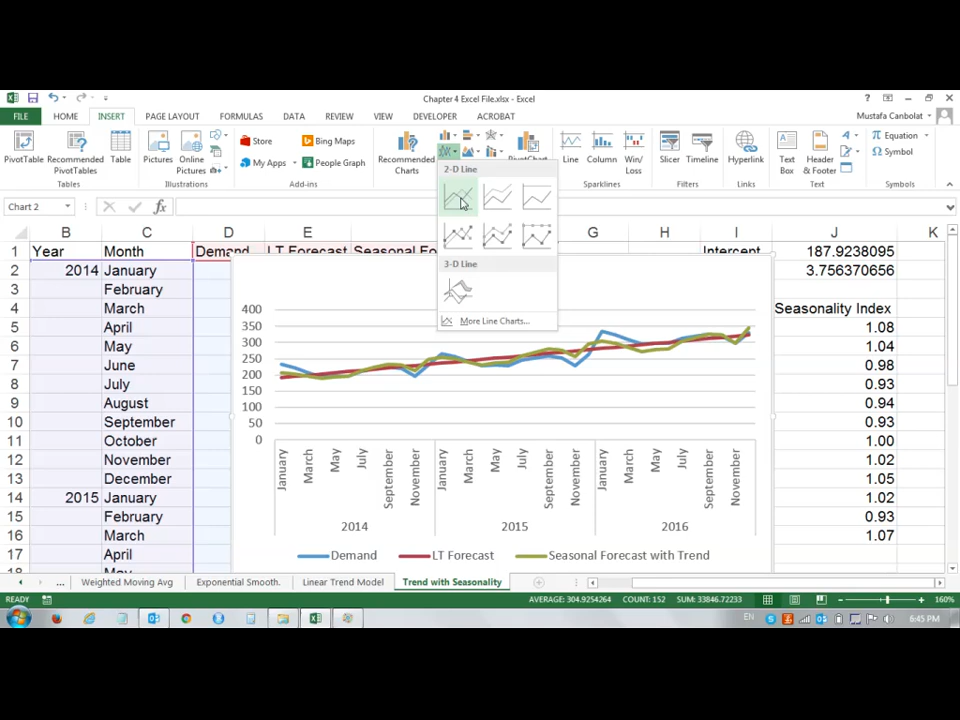 Chapter 4 Excel File.xlsx - Excel
FILE HOME INSERT PAGE LAYOUT FORMULAS DATA REVIEW VIEW DEVELOPER ACROBAT Mustafa Canbolat
PivotTable Recommended PivotTables Table Pictures Online Pictures Store My Apps Bing Maps People Graph Recommended Charts PivotChart Line Column Win/Loss Slicer Timeline Hyperlink Text Box Header & Footer Equation Symbol
Tables Illustrations Add-ins Sparklines Filters Links
2-D Line
3-D Line
More Line Charts...
Chart 2 fx
B C D E G H I J K
1 Year Month Demand LT Forecast Seasonal Fo Intercept 187.9238095
2 2014 January 3.756370656
3 February
4 March Seasonality Index
5 April 1.08
6 May 1.04
7 June 0.98
8 July 0.93
9 August 0.94
10 September 0.93
11 October 1.00
12 November 1.02
13 December 1.05
14 2015 January 1.02
15 February 0.93
16 March 1.07
17 April
400
350
300
250
200
150
100
50
0
January March May July September November January March May July September November January March May July September November
2014 2015 2016
Demand LT Forecast Seasonal Forecast with Trend
... Weighted Moving Avg Exponential Smooth. Linear Trend Model Trend with Seasonality
READY AVERAGE: 304.9254264 COUNT: 152 SUM: 33846.72233 160%
EN 6:45 PM